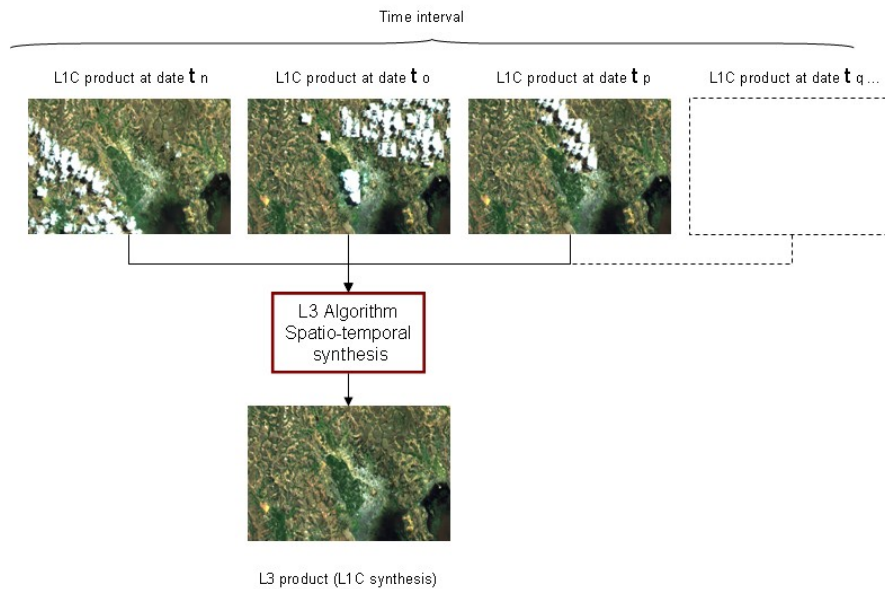 Time interval
L1C product at date t n
L1C product at date t o
L1C product at date t p
L1C product at date t q ...
L3 Algorithm
Spatio-temporal
synthesis
L3 product (L1C synthesis)